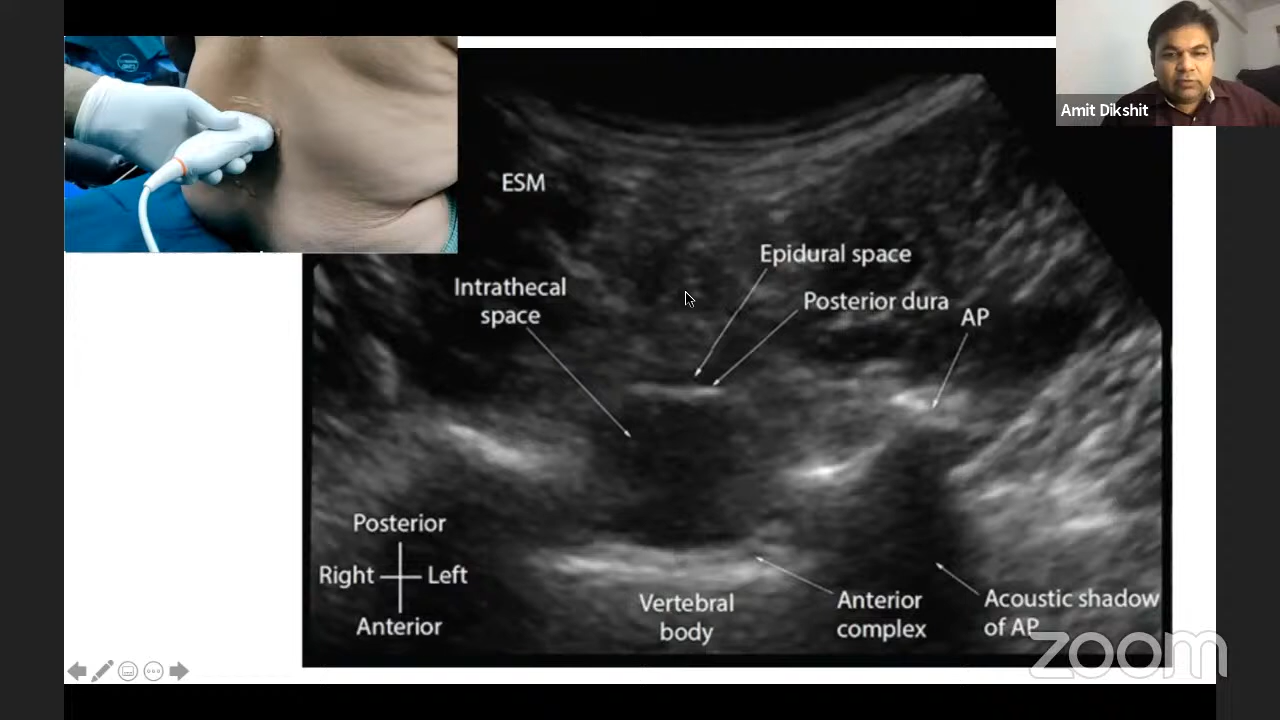 Amit Dikshit
ESM
Epidural space
Intrathecal
space
Posterior dura
AP
Posterior
Right
Left
Anterior
Vertebral
body
Anterior
complex
Acoustic shadow
of AP
zoom